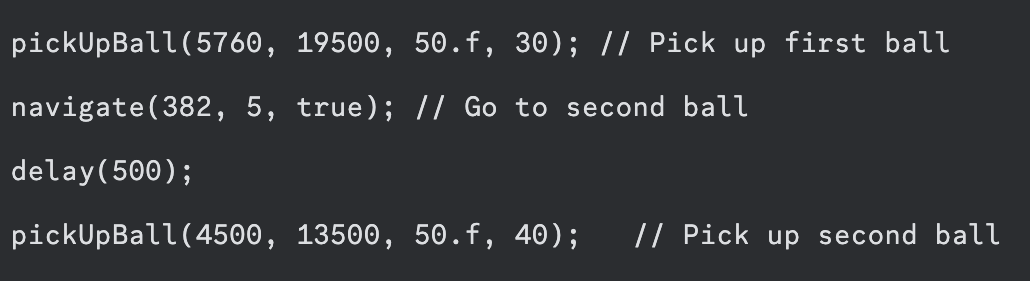 pickUpBall(5760, 19500, 50.f, 30); // Pick up first ball
navigate(382, 5, true); // Go to second ball
delay(500);
pickUpBall(4500, 13500, 50.f, 40);   // Pick up second ball